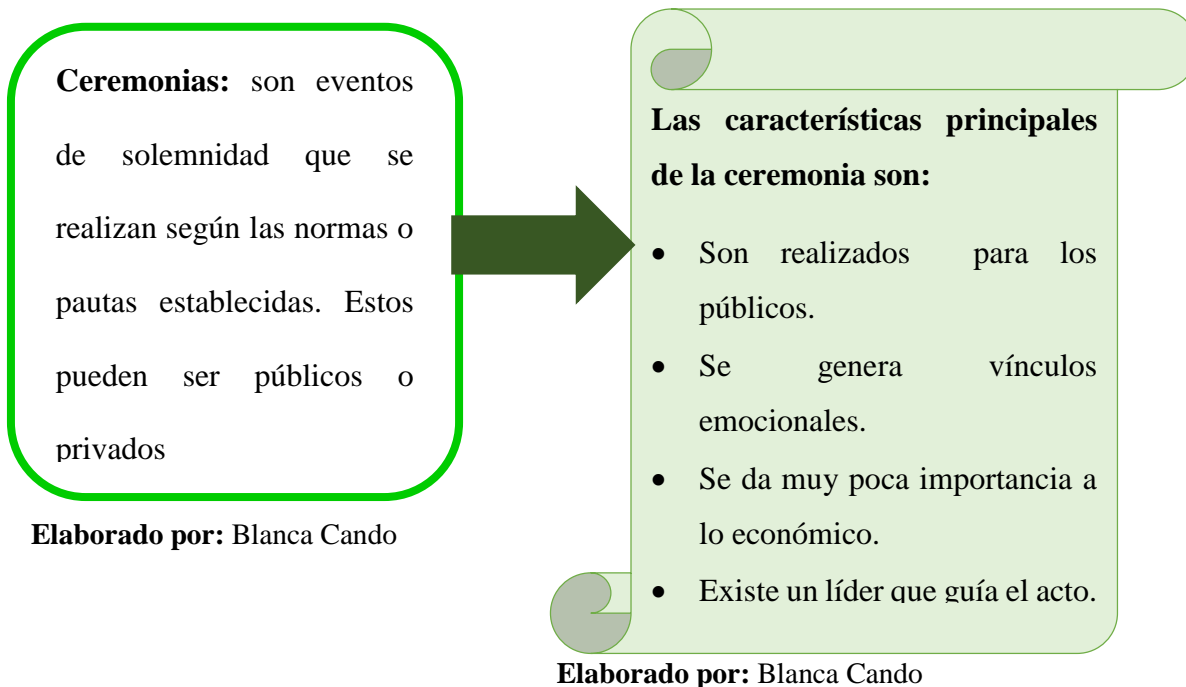 Ceremonias: son eventos
de solemnidad que se
realizan según las normas o
pautas establecidas. Estos
pueden ser públicos o
privados
Elaborado por: Blanca Cando
Las características principales
de la ceremonia son:
• Son realizados para los
públicos.
• Se genera vínculos
emocionales.
• Se da muy poca importancia a
lo económico.
• Existe un líder que guía el acto.
Elaborado por: Blanca Cando